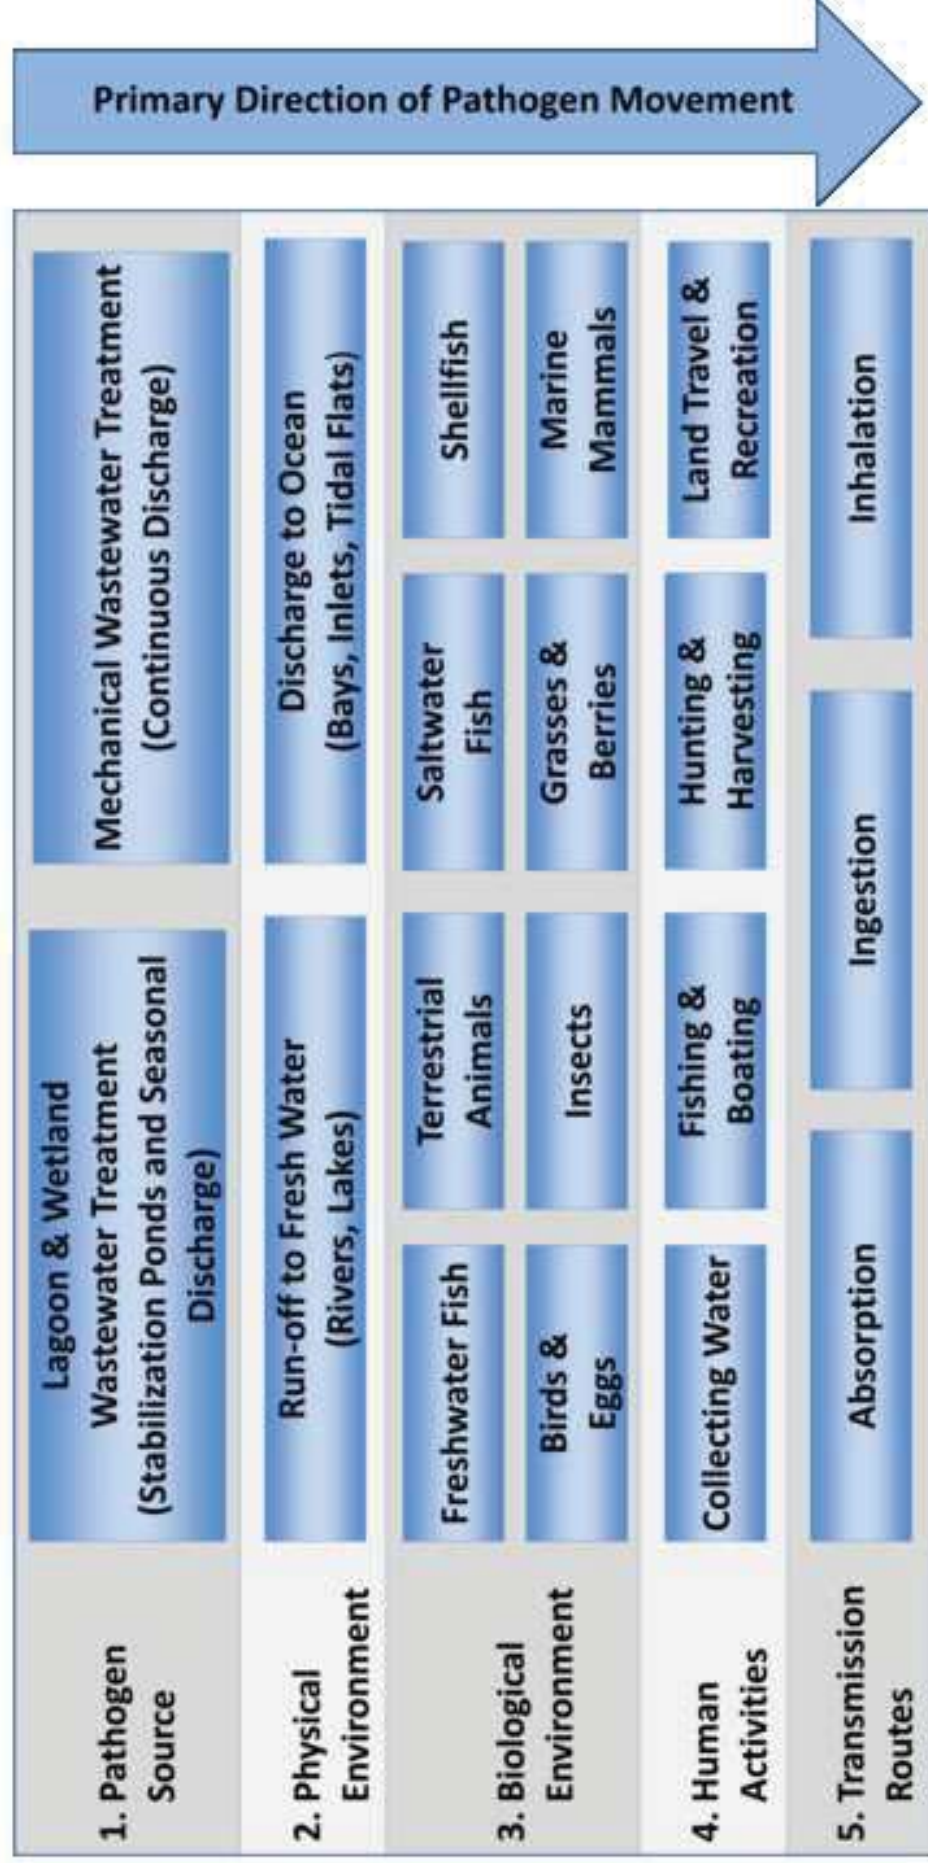 1. Pathogen
Source
Lagoon & Wetland
Wastewater Treatment
(Stabilization Ponds and Seasonal
Discharge)
Mechanical Wastewater Treatment
(Continuous Discharge)
2. Physical
Environment
Run-off to Fresh Water
(Rivers, Lakes)
Discharge to Ocean
(Bays, Inlets, Tidal Flats)
3. Biological
Environment
Freshwater Fish
Terrestrial
Animals
Saltwater
Fish
Shellfish
Birds &
Eggs
Insects
Grasses &
Berries
Marine
Mammals
4. Human
Activities
Collecting Water
Fishing &
Boating
Hunting &
Harvesting
Land Travel &
Recreation
5. Transmission
Routes
Absorption
Ingestion
Inhalation
Primary Direction of Pathogen Movement